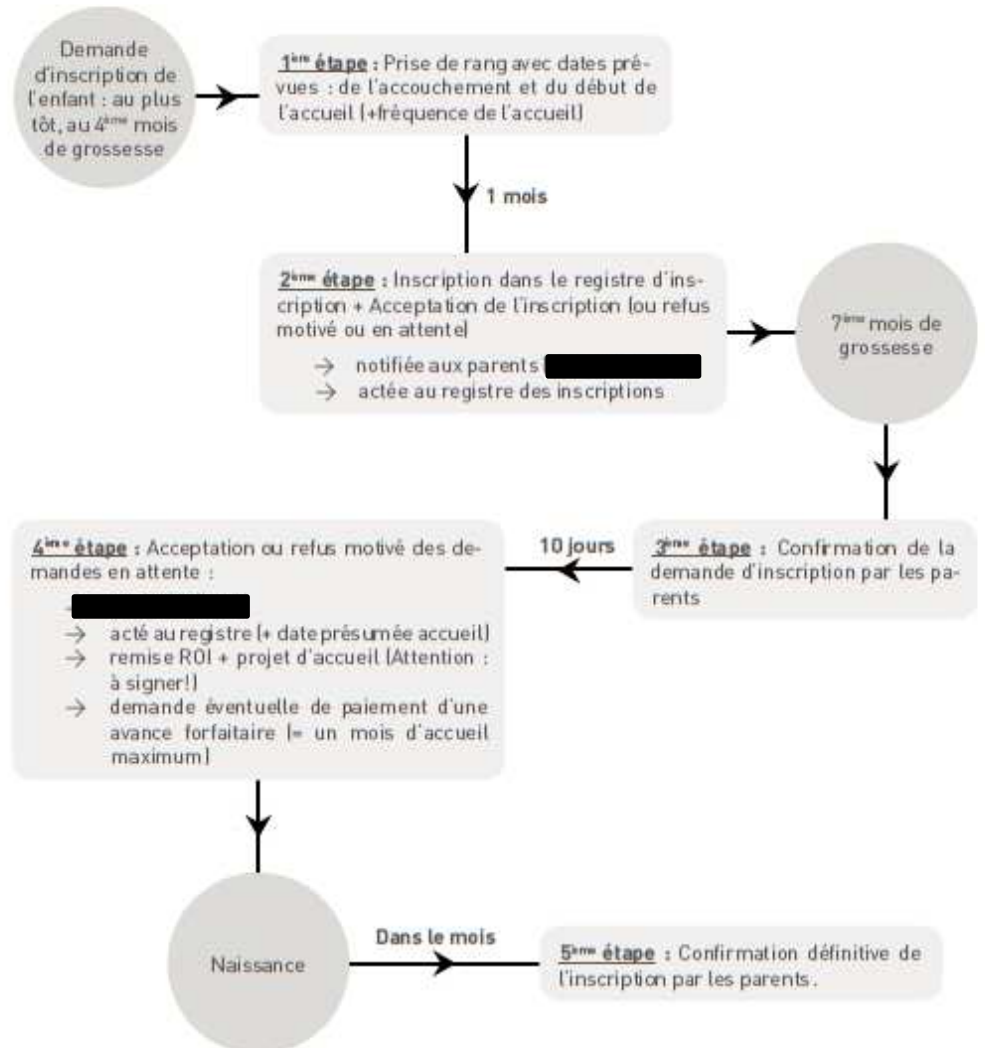 Demande
d'inscription de
l'enfant : au plus
tôt, au 4ème mois
de grossesse
1ère étape : Prise de rang avec dates pré-
vues : de l'accouchement et du début de
l'accueil (+fréquence de l'accueil)
1 mois
2ème étape : Inscription dans le registre d'ins-
cription + Acceptation de l'inscription (ou refus
motivé ou en attente)
→ notifiée aux parents
→ actée au registre des inscriptions
7ème mois de
grossesse
3ème étape : Confirmation de la
demande d'inscription par les pa-
rents
10 jours
4ème étape : Acceptation ou refus motivé des de-
mandes en attente :
→
→ acté au registre (+ date présumée accueil)
→ remise ROI + projet d'accueil (Attention :
à signer!)
→ demande éventuelle de paiement d'une
avance forfaitaire (= un mois d'accueil
maximum)
Naissance
Dans le mois
5ème étape : Confirmation définitive de
l'inscription par les parents.